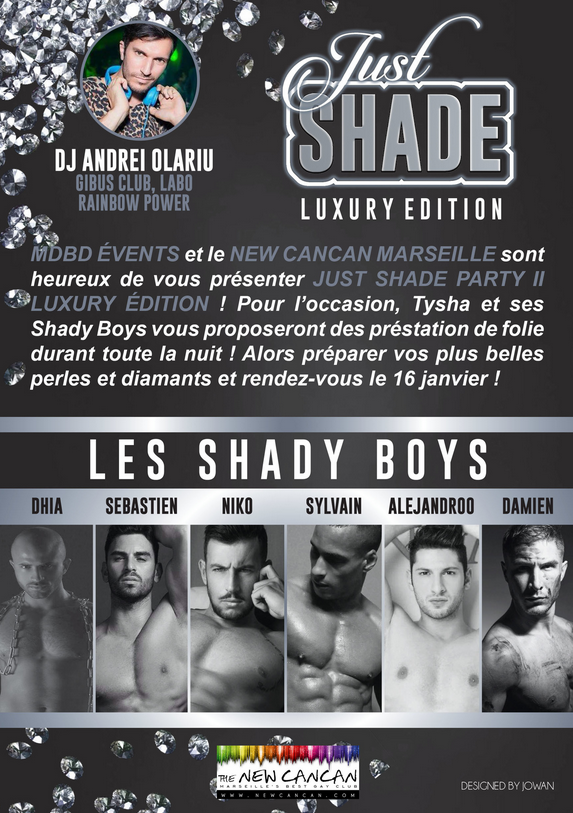 Just
SHADE
LUXURY EDITION
DJ ANDREI OLARIU
GIBUS CLUB, LABO
RAINBOW POWER
MDBD ÉVENTS et le NEW CANCAN MARSEILLE sont
heureux de vous présenter JUST SHADE PARTY II
LUXURY ÉDITION ! Pour l'occasion, Tysha et ses
Shady Boys vous proposeront des préstation de folie
durant toute la nuit ! Alors préparer vos plus belles
perles et diamants et rendez-vous le 16 janvier !
LES SHADY BOYS
DHIA SEBASTIEN NIKO SYLVAIN ALEJANDROO DAMIEN
THE NEW CANCAN
MARSEILLE'S BEST GAY CLUB
WWW.NEWCANCAN.COM
DESIGNED BY JOWAN